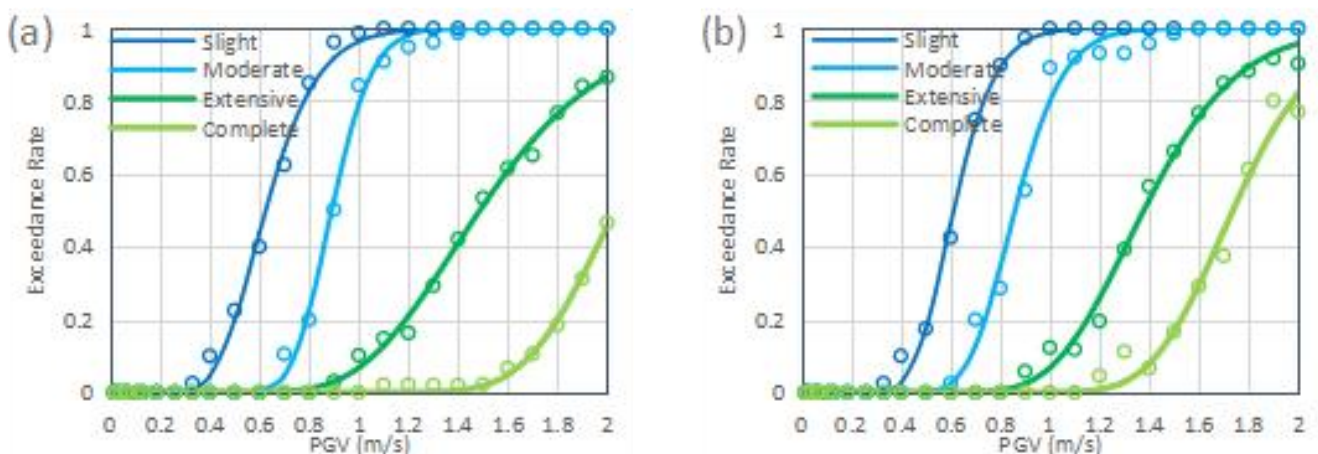 (a)
1
0.8
0.6
0.4
0.2
0
Exceedance Rate
Slight
Moderate
Extensive
Complete
0 0.2 0.4 0.6 0.8 1 1.2 1.4 1.6 1.8 2
PGV (m/s)
(b)
1
0.8
0.6
0.4
0.2
0
Exceedance Rate
Slight
Moderate
Extensive
Complete
0 0.2 0.4 0.6 0.8 1 1.2 1.4 1.6 1.8 2
PGV (m/s)